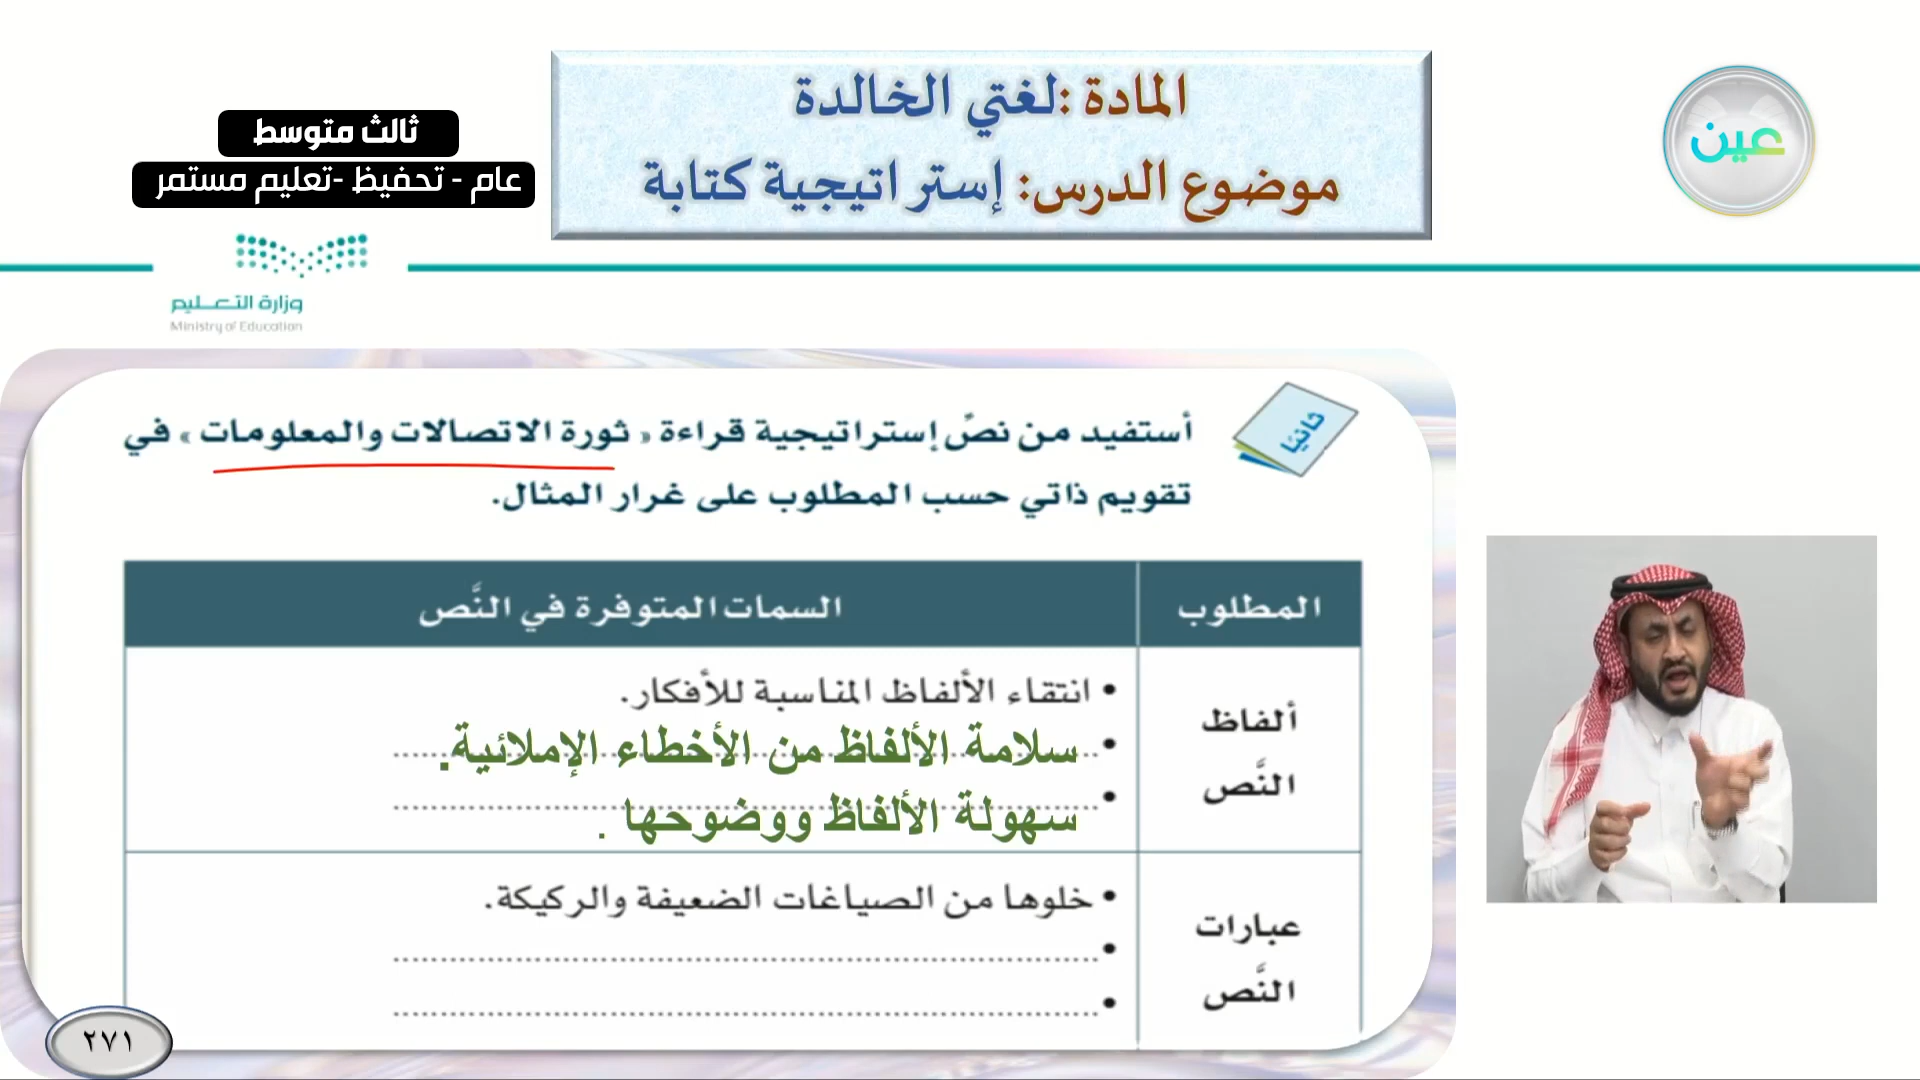 المادة :لغتي الخالدة
موضوع الدرس: إستراتيجية كتابة
ثالث متوسط
عام - تحفيظ -تعليم مستمر
عين
وزارة التعـــليم
Ministry of Education
ثانيًا
أستفيد من نصِّ إستراتيجية قراءة « ثورة الاتصالات والمعلومات » في
تقويم ذاتي حسب المطلوب على غرار المثال.
المطلوب
السمات المتوفرة في النَّص
ألفاظ
النَّص
• انتقاء الألفاظ المناسبة للأفكار.
• سلامة الألفاظ من الأخطاء الإملائية.
• سهولة الألفاظ ووضوحها .
عبارات
النَّص
• خلوها من الصياغات الضعيفة والركيكة.
٢٧١